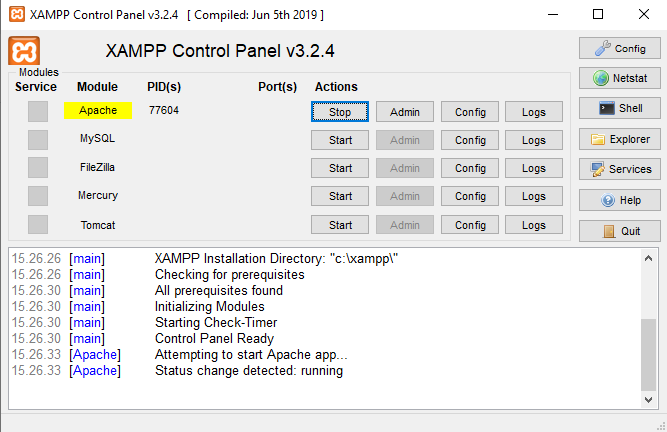 XAMPP Control Panel v3.2.4 [ Compiled: Jun 5th 2019 ]
XAMPP Control Panel v3.2.4
Config
Modules
Service Module PID(s) Port(s) Actions
Netstat
Apache 77604 Stop Admin Config Logs
Shell
MySQL Start Admin Config Logs
Explorer
FileZilla Start Admin Config Logs
Services
Mercury Start Admin Config Logs
Help
Tomcat Start Admin Config Logs
Quit
15.26.26 [main] XAMPP Installation Directory: "c:\xampp\"
15.26.26 [main] Checking for prerequisites
15.26.30 [main] All prerequisites found
15.26.30 [main] Initializing Modules
15.26.30 [main] Starting Check-Timer
15.26.30 [main] Control Panel Ready
15.26.33 [Apache] Attempting to start Apache app...
15.26.33 [Apache] Status change detected: running